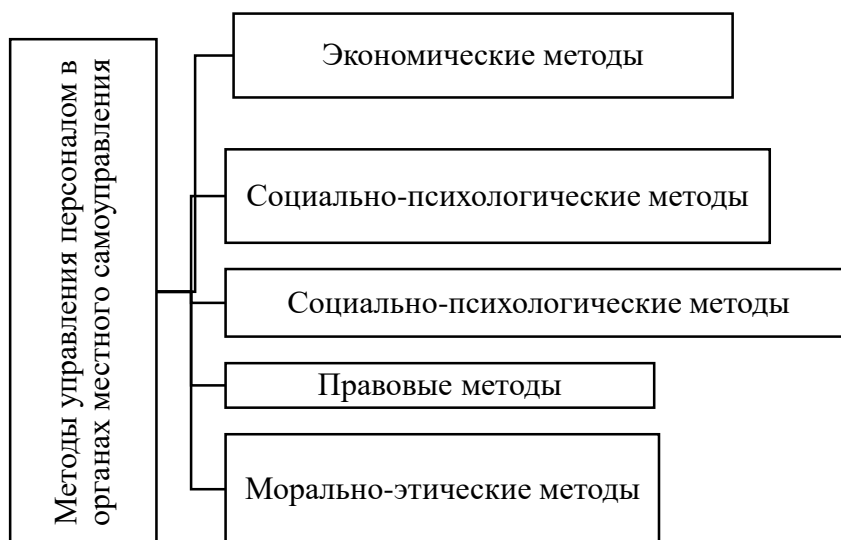 Методы управления персоналом в
органах местного самоуправления
Экономические методы
Социально-психологические методы
Социально-психологические методы
Правовые методы
Морально-этические методы